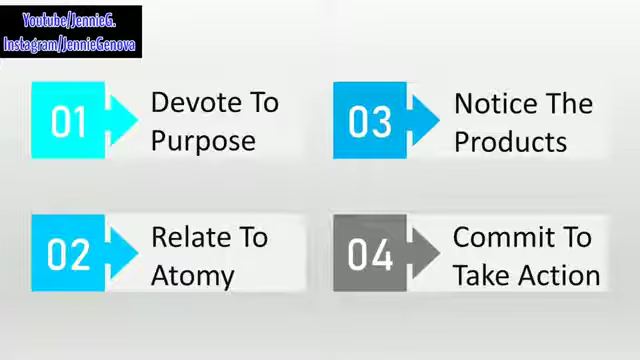 Youtube/JennieG.
Instagram/JennieGenova
01
Devote To
Purpose
02
Relate To
Atomy
03
Notice The
Products
04
Commit To
Take Action